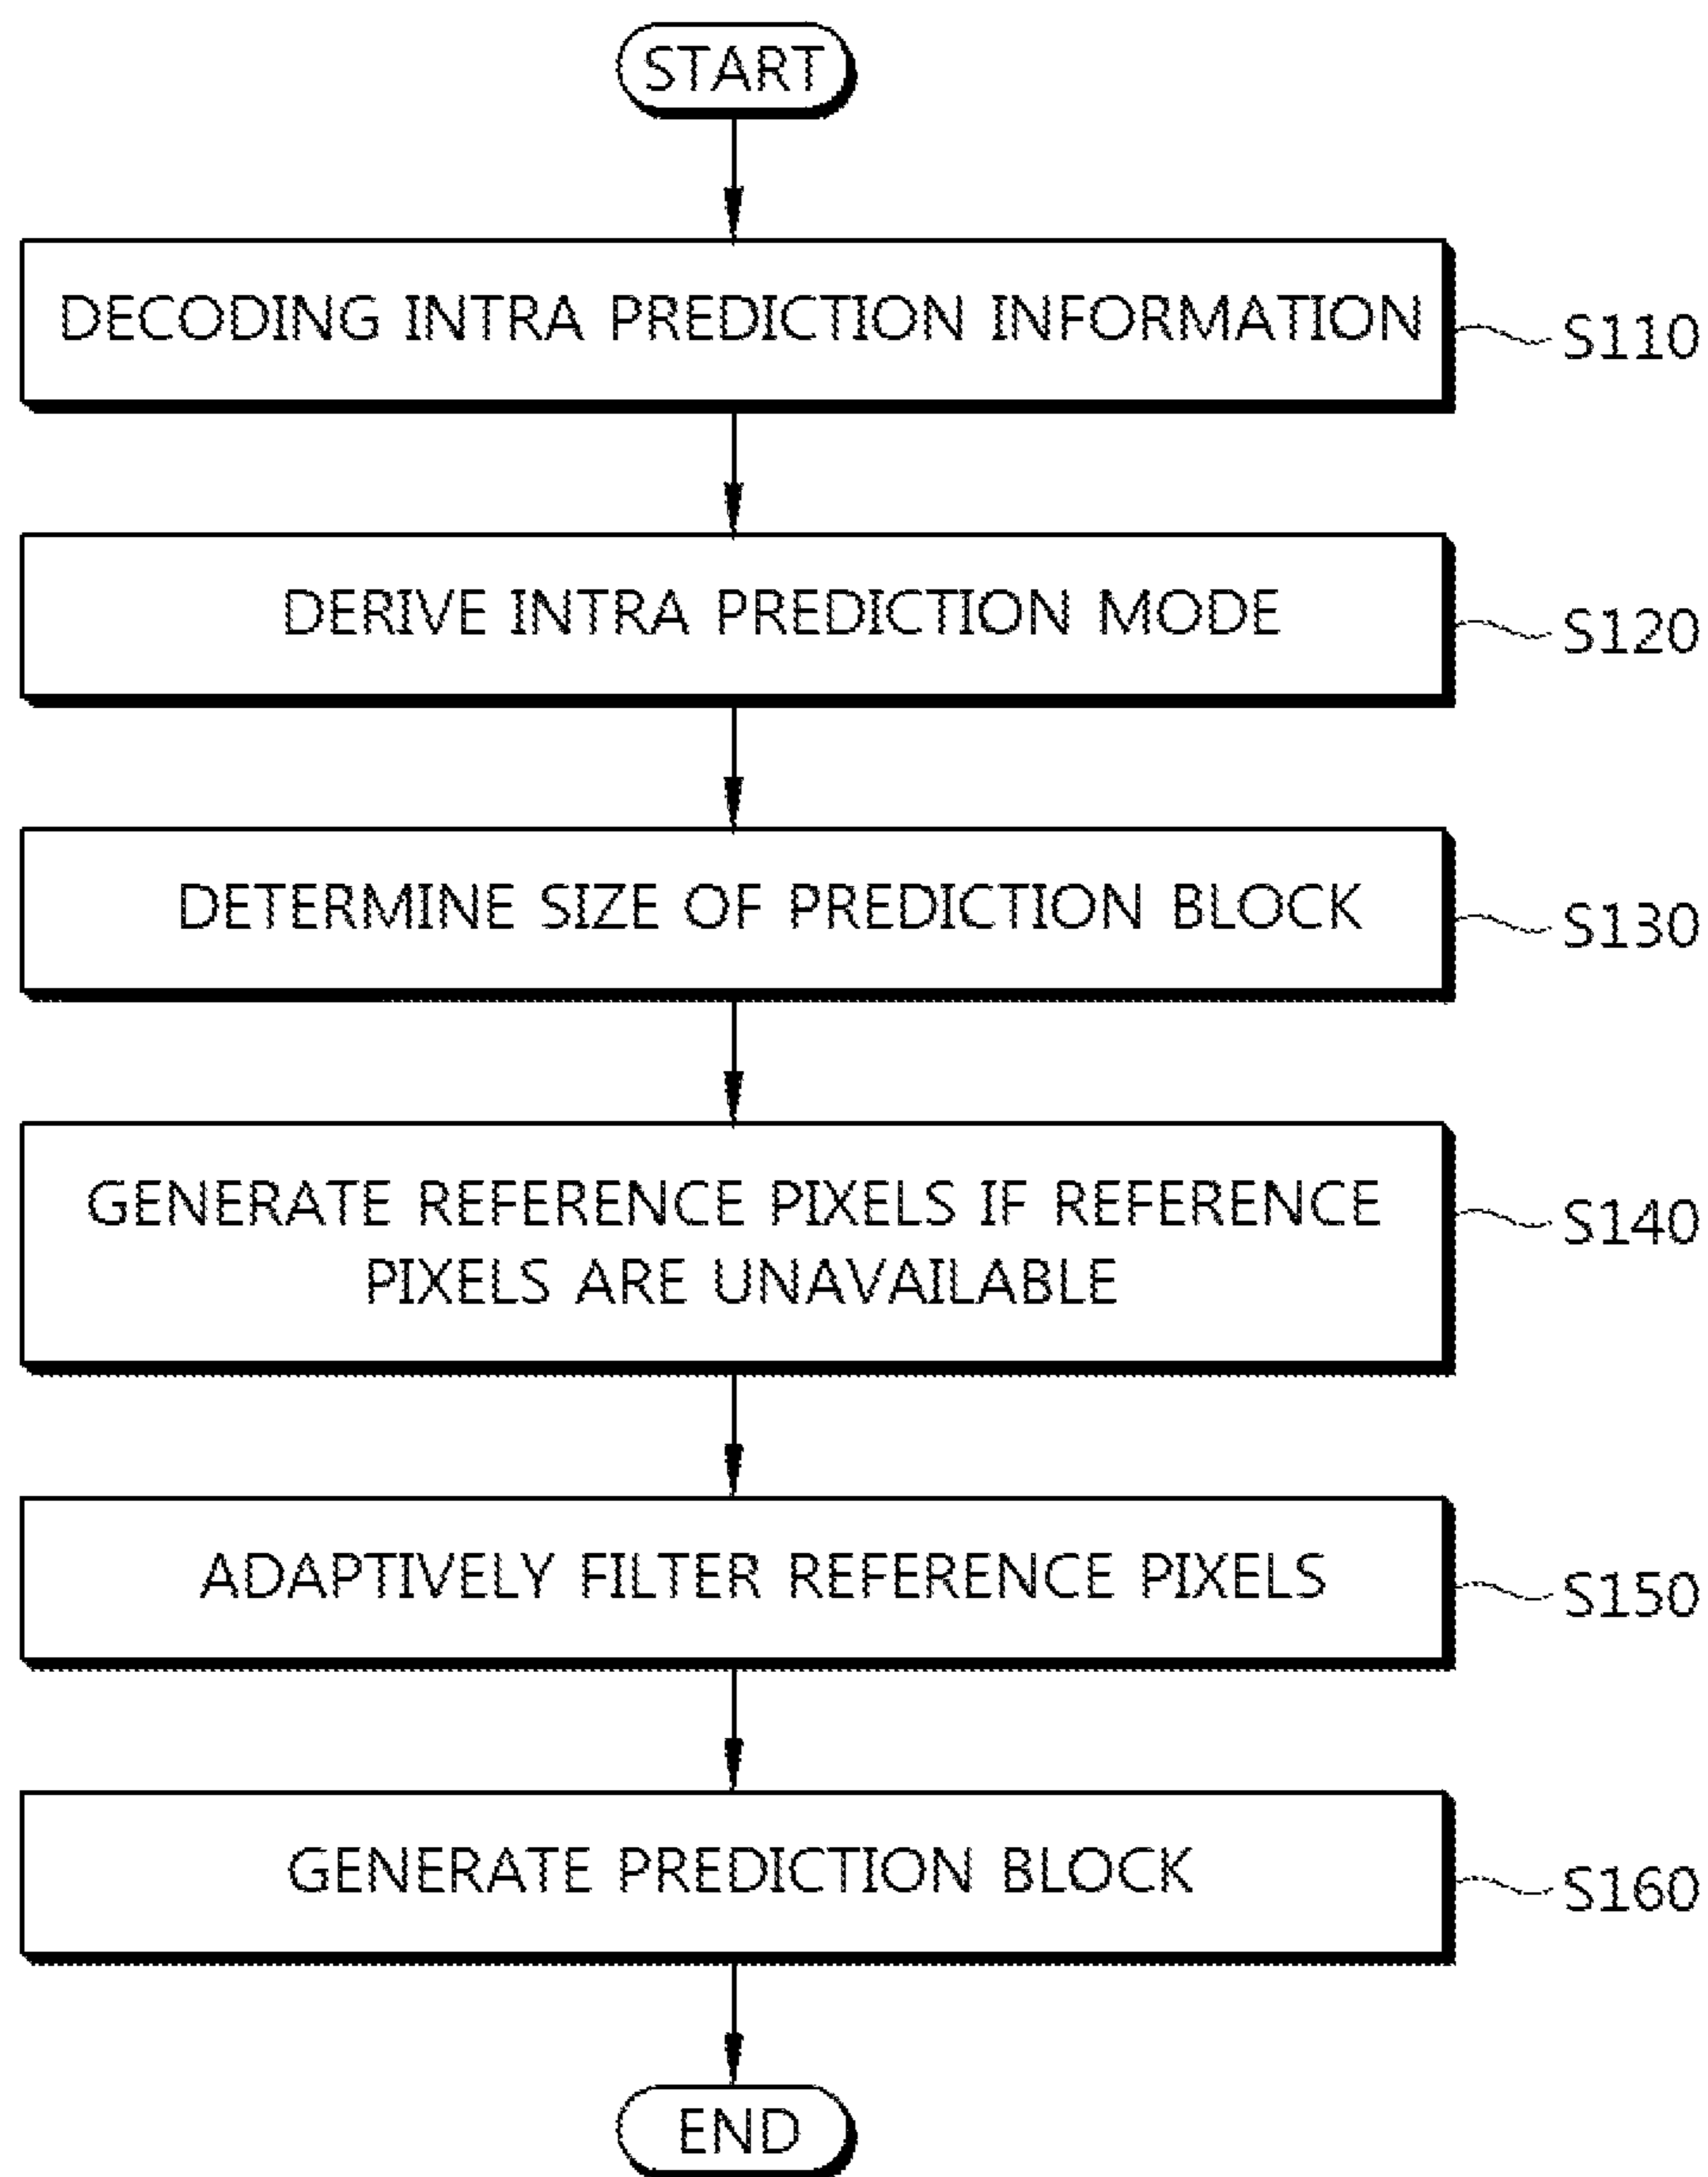 START
DECODING INTRA PREDICTION INFORMATION
S110
DERIVE INTRA PREDICTION MODE
S120
DETERMINE SIZE OF PREDICTION BLOCK
S130
GENERATE REFERENCE PIXELS IF REFERENCE
PIXELS ARE UNAVAILABLE
S140
ADAPTIVELY FILTER REFERENCE PIXELS
S150
GENERATE PREDICTION BLOCK
S160
END